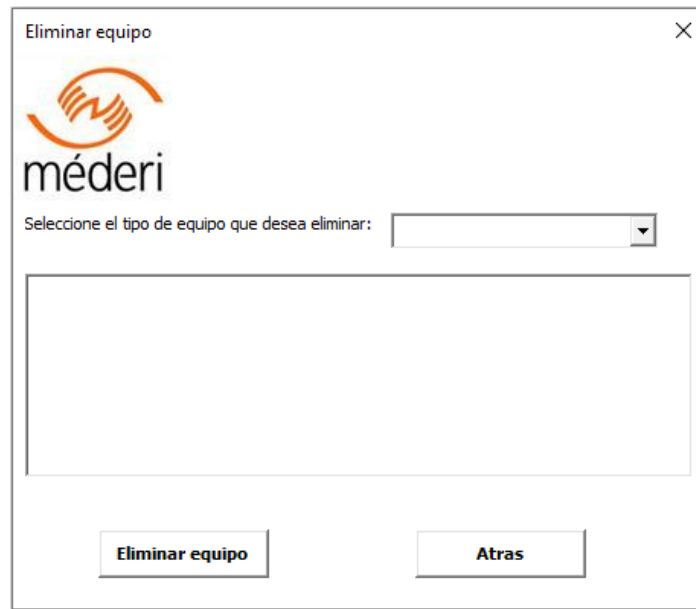 Eliminar equipo
méderi
Seleccione el tipo de equipo que desea eliminar:
Eliminar equipo
Atras